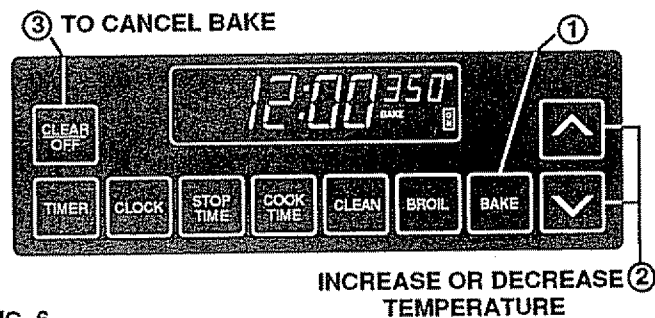 ③ TO CANCEL BAKE
①
12:00 350°
BAKE
ON
CLEAR
OFF
TIMER
CLOCK
STOP
TIME
COOK
TIME
CLEAN
BROIL
BAKE
INCREASE OR DECREASE ②
TEMPERATURE